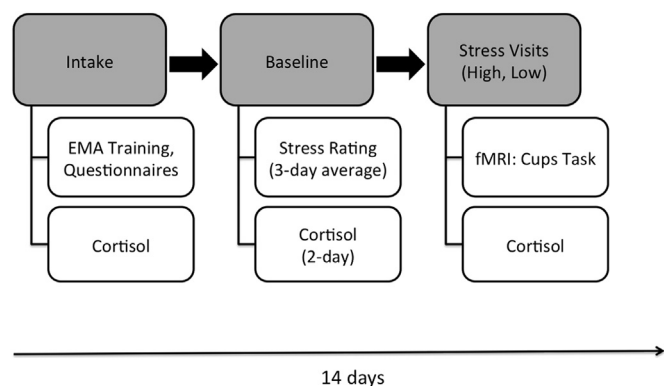 Intake
Baseline
Stress Visits
(High, Low)
EMA Training,
Questionnaires
Stress Rating
(3-day average)
fMRI: Cups Task
Cortisol
Cortisol
(2-day)
Cortisol
14 days